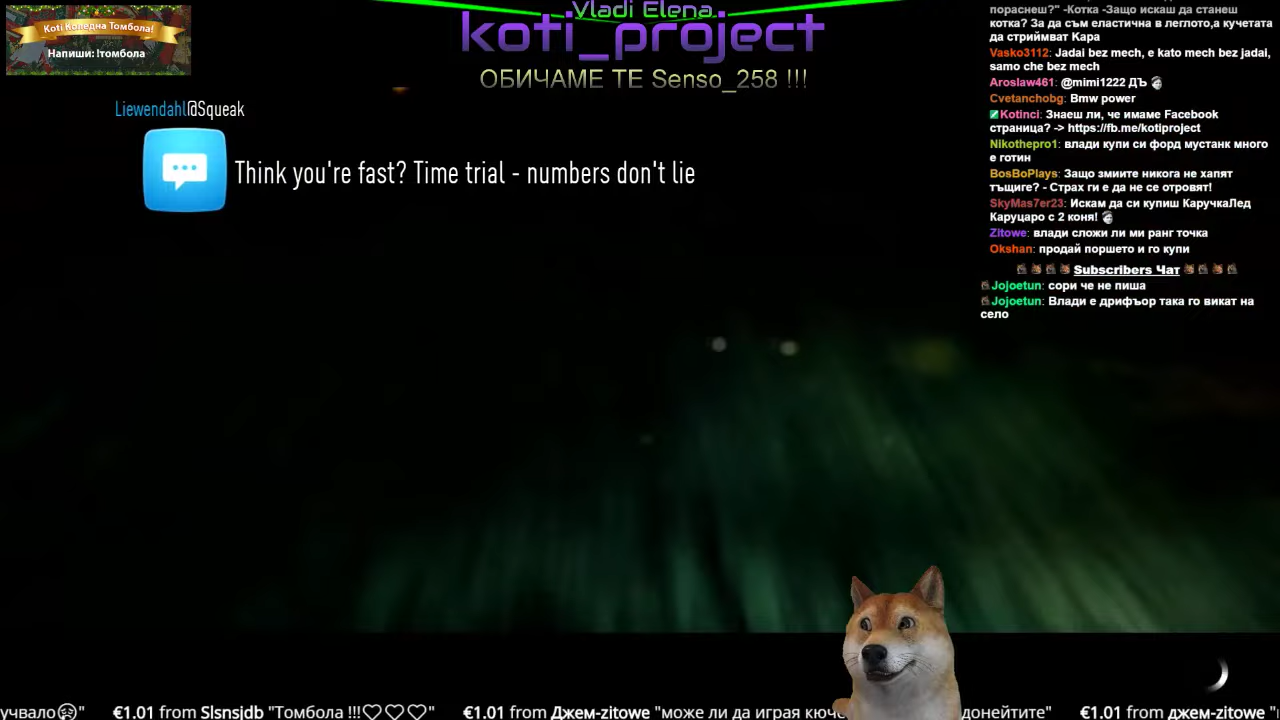 Koti Коледна Томбола!
Напиши: !томбола
Vladi Elena
koti_project
ОБИЧАМЕ ТЕ Senso_258 !!!
Liewendahl@Squeak
Think you're fast? Time trial - numbers don't lie
пораснеш?" -Котка -Защо искаш да станеш
котка? За да съм еластична в леглото,а кучетата
да стриймват Кара
Vasko3112: Jadai bez mech, e kato mech bez jadai,
samo che bez mech
Aroslaw461: @mimi1222 ДЪ
Cvetanchobg: Bmw power
Kotinci: Знаеш ли, че имаме Facebook
страница? -> https://fb.me/kotiproject
Nikothepro1: влади купи си форд мустанк много
е готин
BosBoPlays: Защо змиите никога не хапят
тъщиге? - Страх ги е да не се отровят!
SkyMas7er23: Искам да си купиш КаручкаЛед
Каруцаро с 2 коня!
Zitowe: влади сложи ли ми ранг точка
Okshan: продай поршето и го купи
Subscribers Чат
Jojoetun: сори че не пиша
Jojoetun: Влади е дрифъор така го викат на
село
учвало😥" €1.01 from Slsnsjdb "Томбола !!!♡♡♡" €1.01 from Джем-zitowe "може ли да играя ключ донейтите" €1.01 from джем-zitowe "